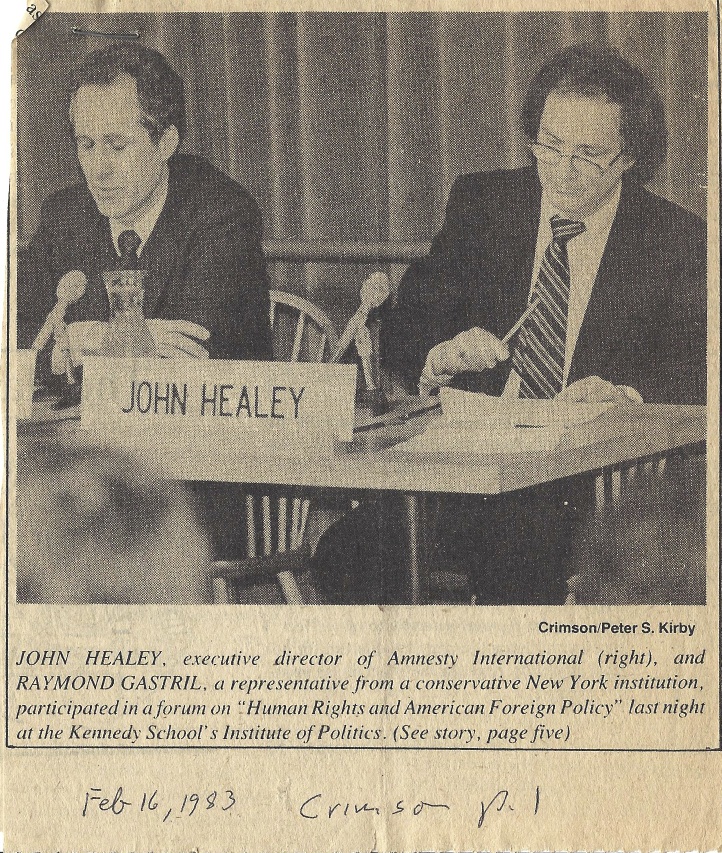 as
JOHN HEALEY
Crimson/Peter S. Kirby
JOHN HEALEY, executive director of Amnesty International (right), and
RAYMOND GASTRIL, a representative from a conservative New York institution,
participated in a forum on “Human Rights and American Foreign Policy” last night
at the Kennedy School's Institute of Politics. (See story, page five)
Feb 16, 1983 Crimson p. 1